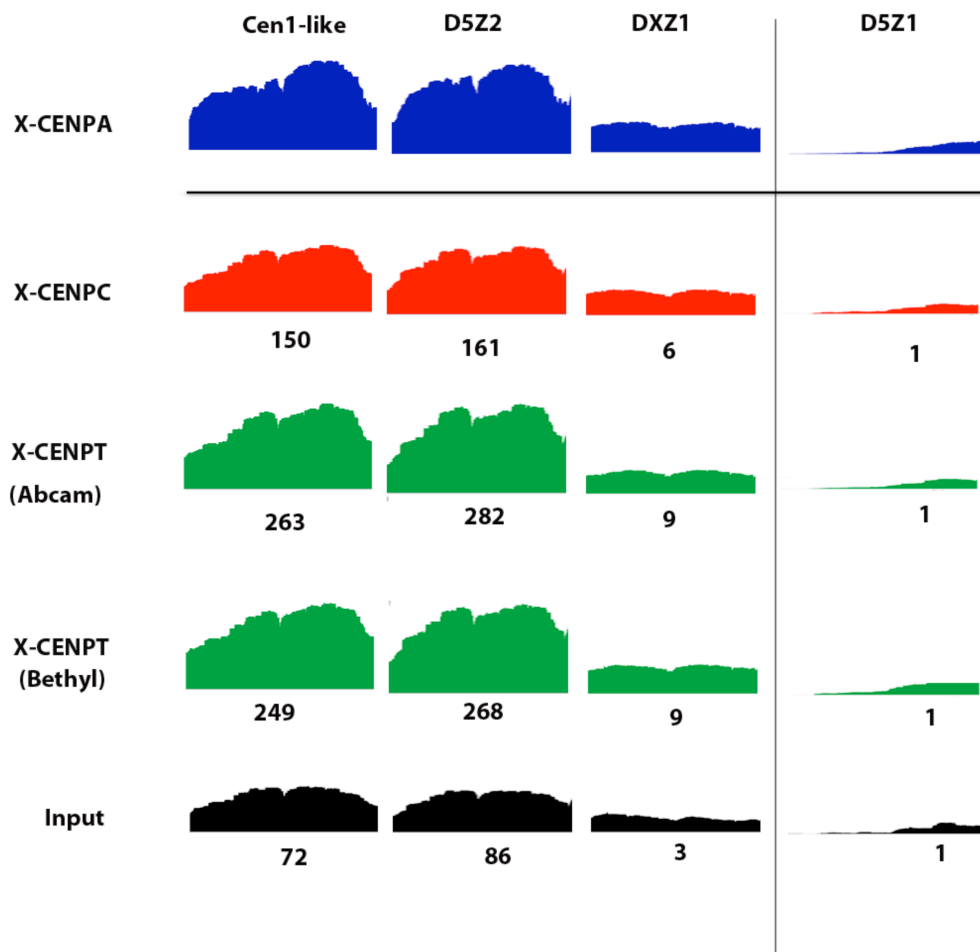 Cen1-like D5Z2 DXZ1 D5Z1
X-CENPA
X-CENPC
150 161 6 1
X-CENPT
(Abcam)
263 282 9 1
X-CENPT
(Bethyl)
249 268 9 1
Input
72 86 3 1